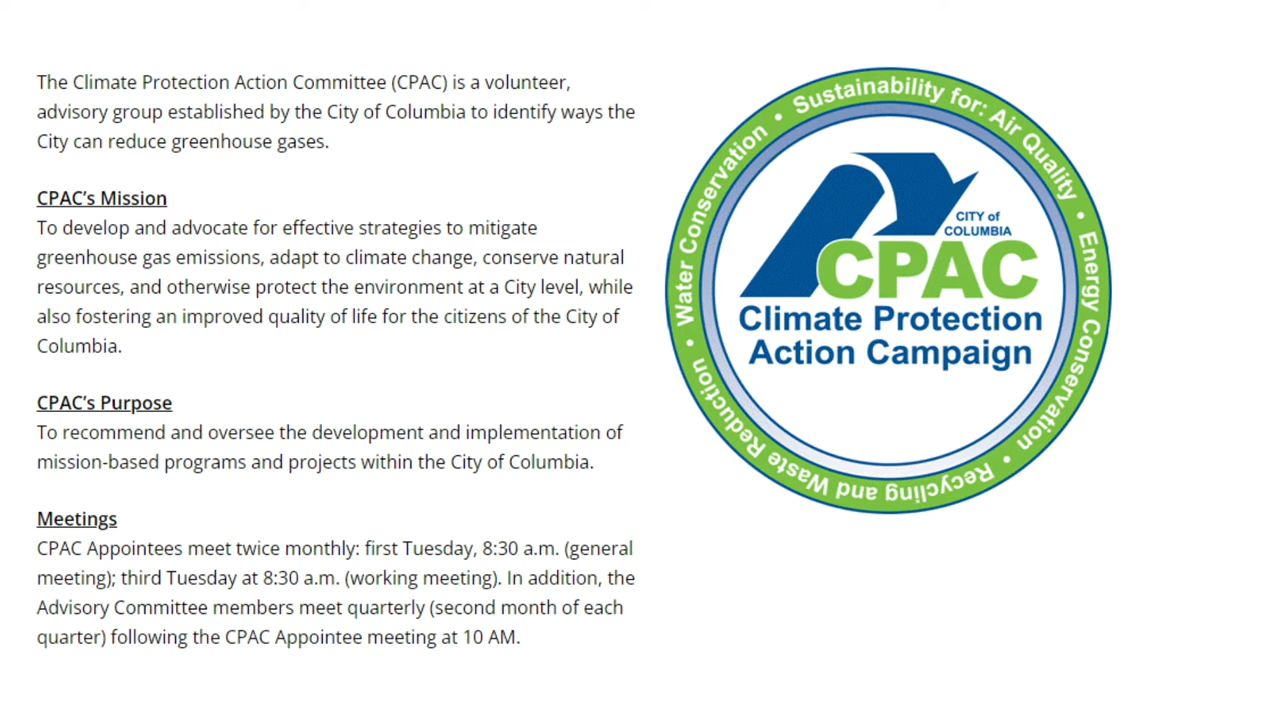 The Climate Protection Action Committee (CPAC) is a volunteer,
advisory group established by the City of Columbia to identify ways the
City can reduce greenhouse gases.
CPAC’s Mission
To develop and advocate for effective strategies to mitigate
greenhouse gas emissions, adapt to climate change, conserve natural
resources, and otherwise protect the environment at a City level, while
also fostering an improved quality of life for the citizens of the City of
Columbia.
CPAC’s Purpose
To recommend and oversee the development and implementation of
mission-based programs and projects within the City of Columbia.
Meetings
CPAC Appointees meet twice monthly: first Tuesday, 8:30 a.m. (general
meeting); third Tuesday at 8:30 a.m. (working meeting). In addition, the
Advisory Committee members meet quarterly (second month of each
quarter) following the CPAC Appointee meeting at 10 AM.
• Sustainability for: Air Quality • Energy Conservation • Recycling and Waste Reduction • Water Conservation
CITY of
COLUMBIA
CPAC
Climate Protection
Action Campaign